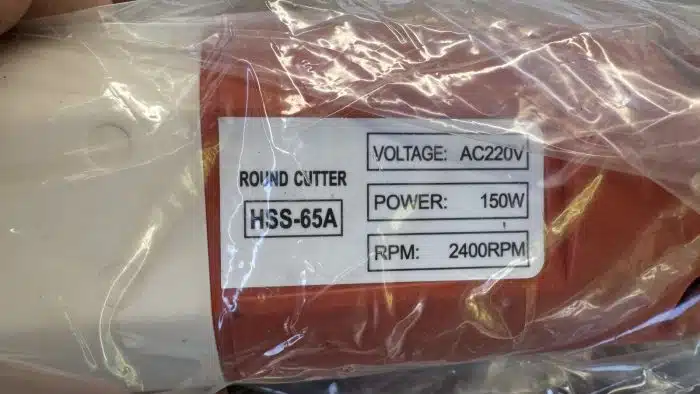 ROUND CUTTER
HSS-65A
VOLTAGE: AC220V
POWER: 150W
RPM: 2400RPM